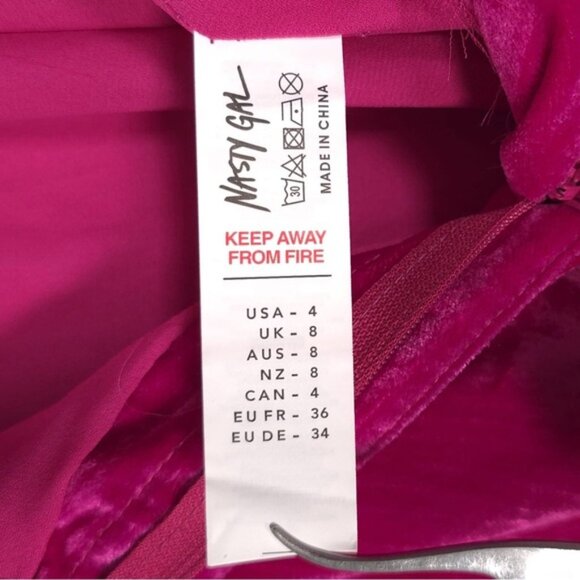 NASTY GAL
30
MADE IN CHINA
KEEP AWAY
FROM FIRE
USA - 4
UK - 8
AUS - 8
NZ - 8
CAN - 4
EU FR - 36
EU DE - 34